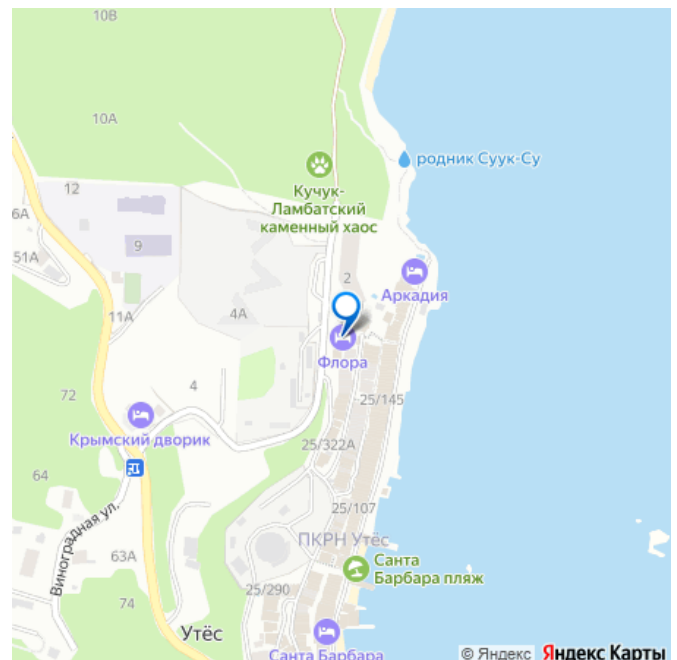 10В
10А
родник Суук-Су
12
Кучук-
Ламбатский
каменный хаос
6А
9
51А
2
Аркадия
11А
4А
Флора
72
4
25/145
Крымский дворик
25/322А
64
25/107
Виноградная ул.
ПКРН Утёс
63А
Санта
Барбара пляж
25/290
74
Утёс
Санта Барбара
© Яндекс Яндекс Карты